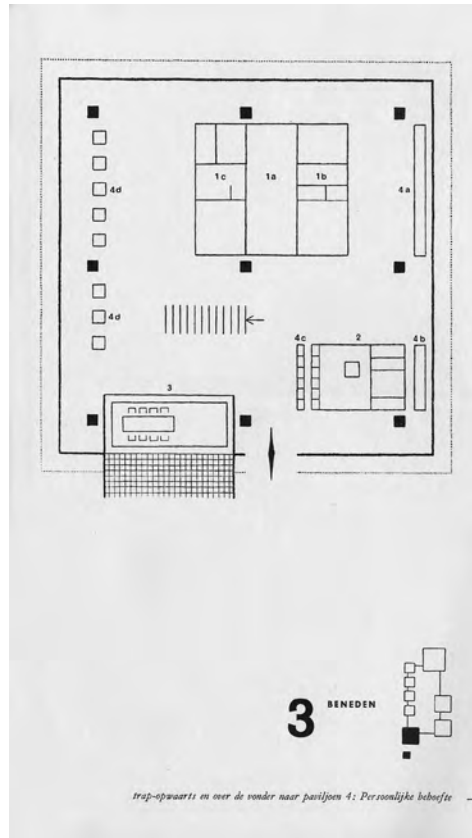 1c 1a 1b
4a
4d
4d
4c 2 4b
3
3 BENEDEN
trap-opwaarts en over de vonder naar paviljoen 4: Persoonlijke behoefte